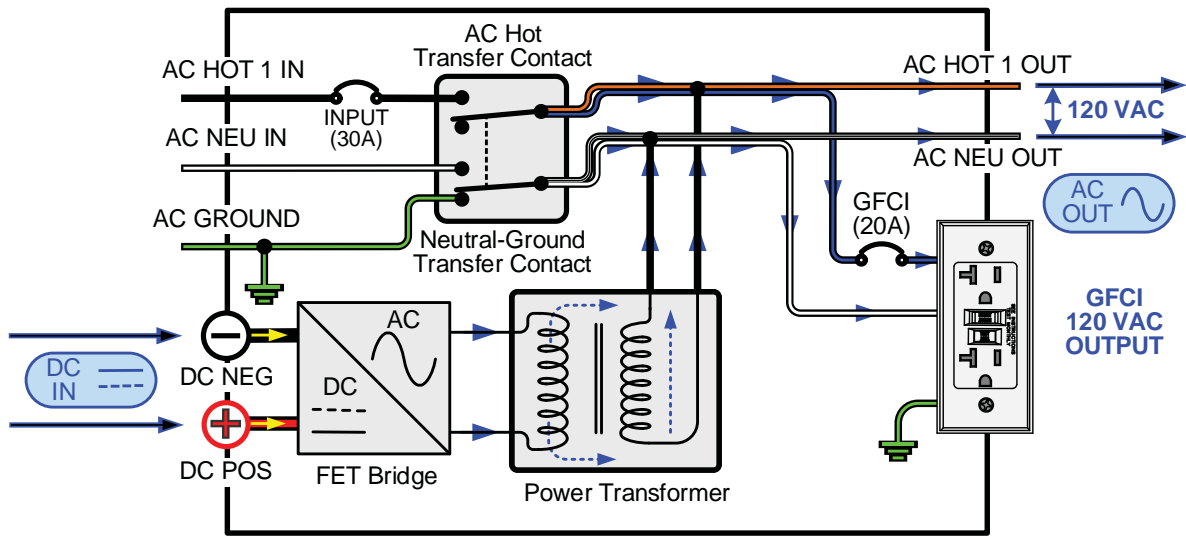 AC Hot
Transfer Contact
AC HOT 1 IN
AC HOT 1 OUT
INPUT
(30A)
120 VAC
AC NEU IN
AC NEU OUT
AC
OUT
GFCI
(20A)
AC GROUND
Neutral-Ground
Transfer Contact
GFCI
120 VAC
OUTPUT
DC
IN
DC NEG
AC
DC
DC POS
FET Bridge
Power Transformer